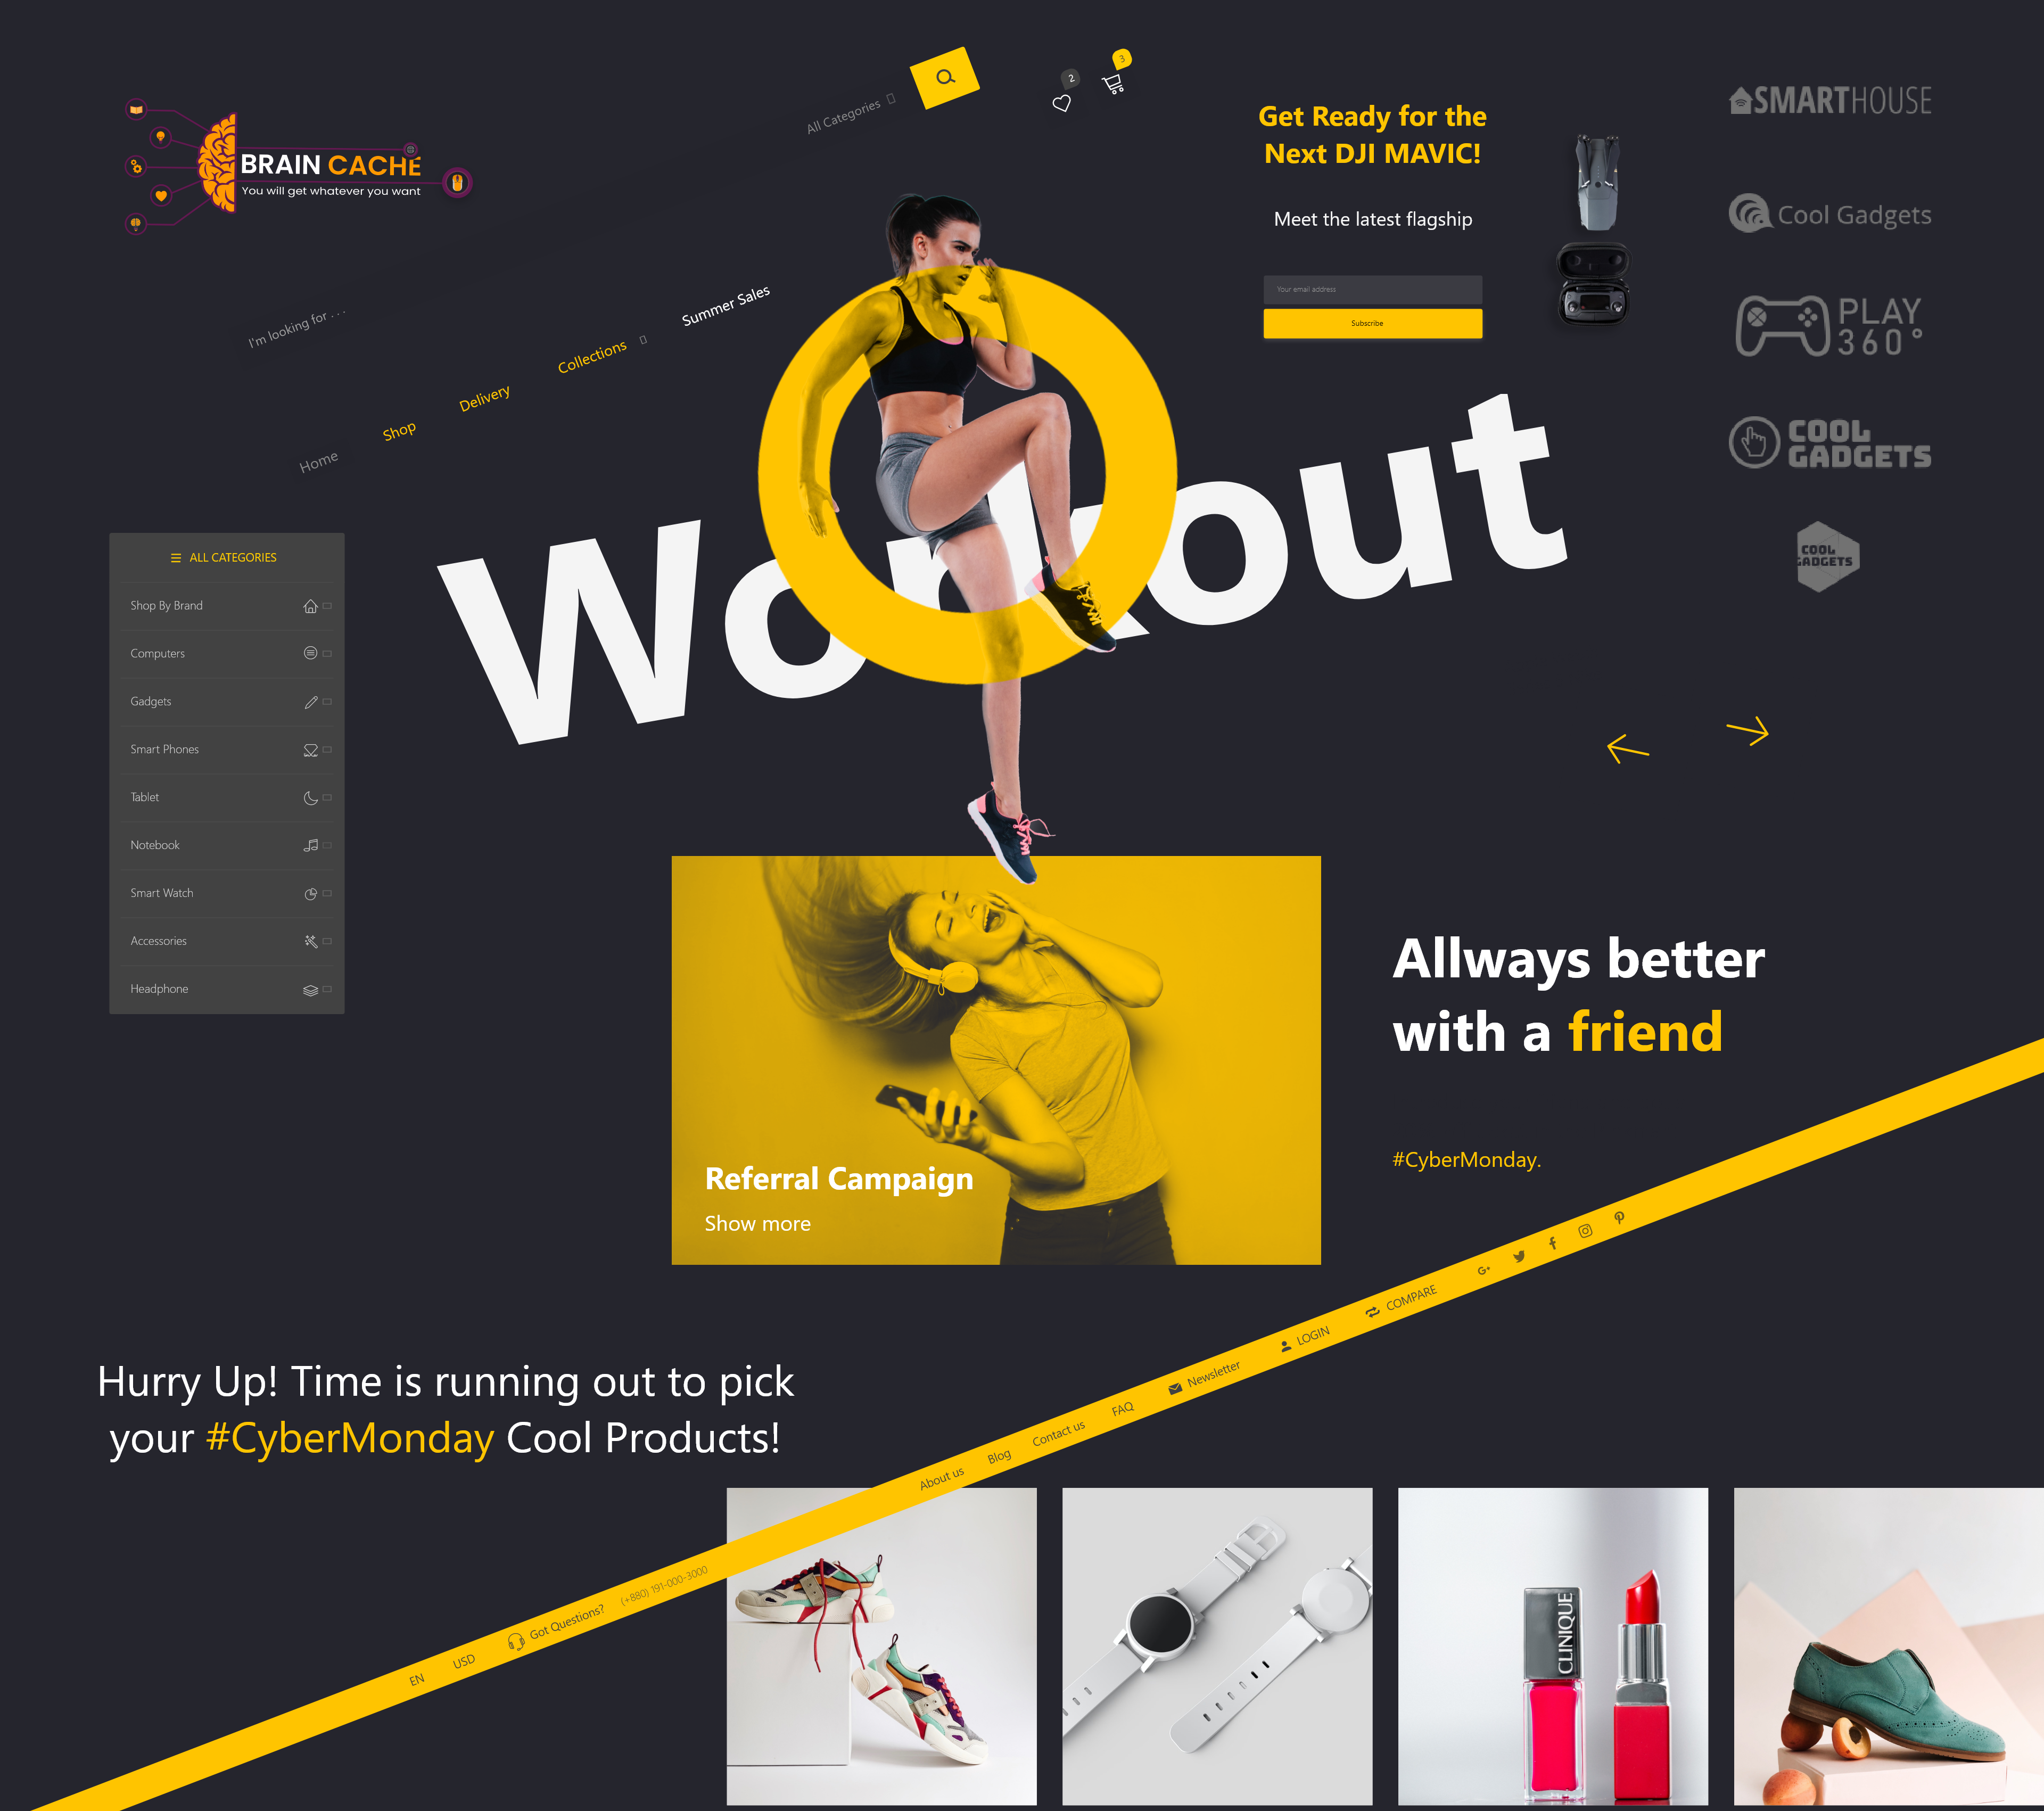 BRAIN CACHE
You will get whatever you want
I'm looking for . . .
All Categories
2
3
Home
Shop
Delivery
Collections
Summer Sales
Get Ready for the
Next DJI MAVIC!
Meet the latest flagship
Your email address
Subscribe
SMARTHOUSE
Cool Gadgets
PLAY
360°
COOL
GADGETS
COOL
GADGETS
Workout
ALL CATEGORIES
Shop By Brand
Computers
Gadgets
Smart Phones
Tablet
Notebook
Smart Watch
Accessories
Headphone
Referral Campaign
Show more
Allways better
with a friend
#CyberMonday.
Hurry Up! Time is running out to pick
your #CyberMonday Cool Products!
EN USD Got Questions? (+880) 191-000-3000 About us Blog Contact us FAQ Newsletter LOGIN COMPARE G+
CLINIQUE